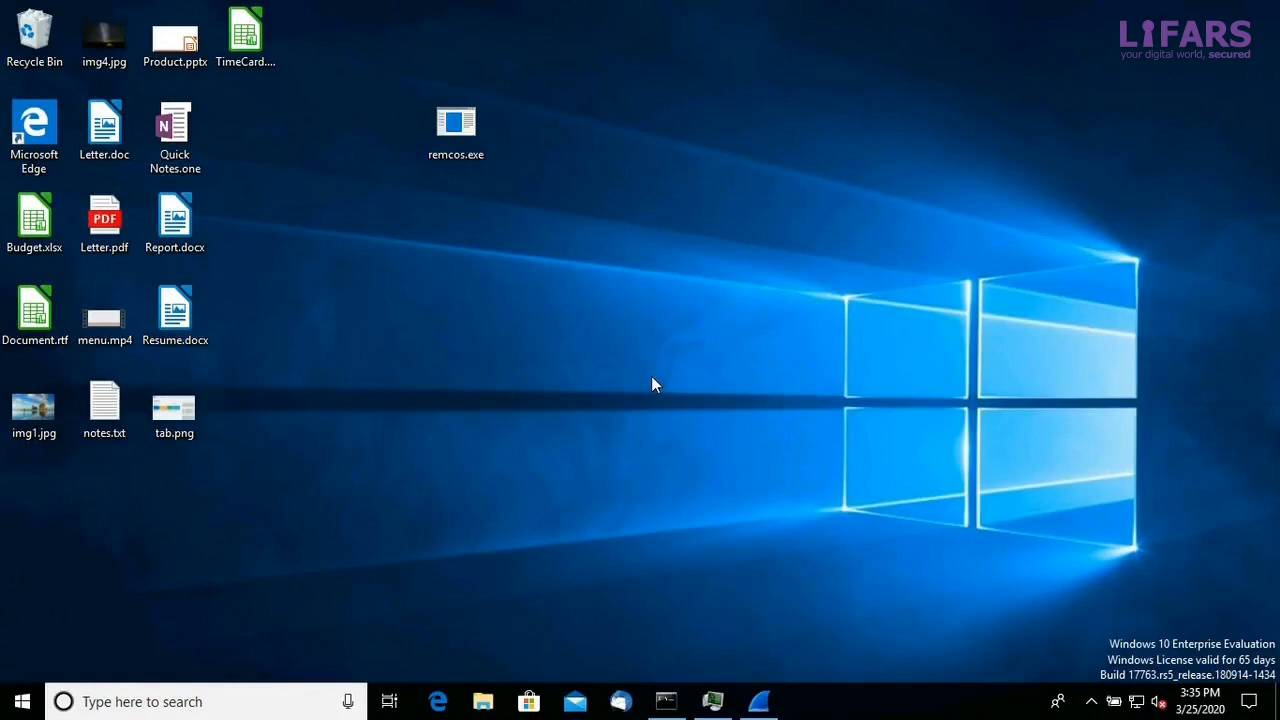 LIFARS
your digital world, secured
Recycle Bin
img4.jpg
Product.pptx
TimeCard....
Microsoft
Edge
Letter.doc
Quick
Notes.one
remcos.exe
Budget.xlsx
PDF
Letter.pdf
Report.docx
Document.rtf
menu.mp4
Resume.docx
img1.jpg
notes.txt
tab.png
Windows 10 Enterprise Evaluation
Windows License valid for 65 days
Build 17763.rs5_release.180914-1434
Type here to search
3:35 PM
3/25/2020